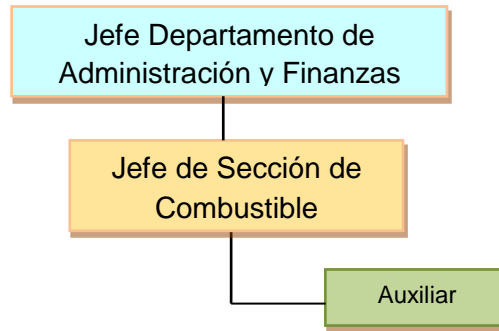 Jefe Departamento de
Administración y Finanzas
Jefe de Sección de
Combustible
Auxiliar